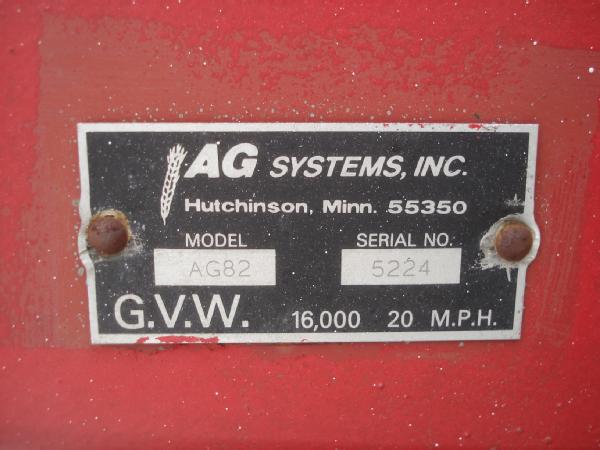 AG SYSTEMS, INC.
Hutchinson, Minn. 55350
MODEL SERIAL NO.
AG82 5224
G.V.W. 16,000 20 M.P.H.